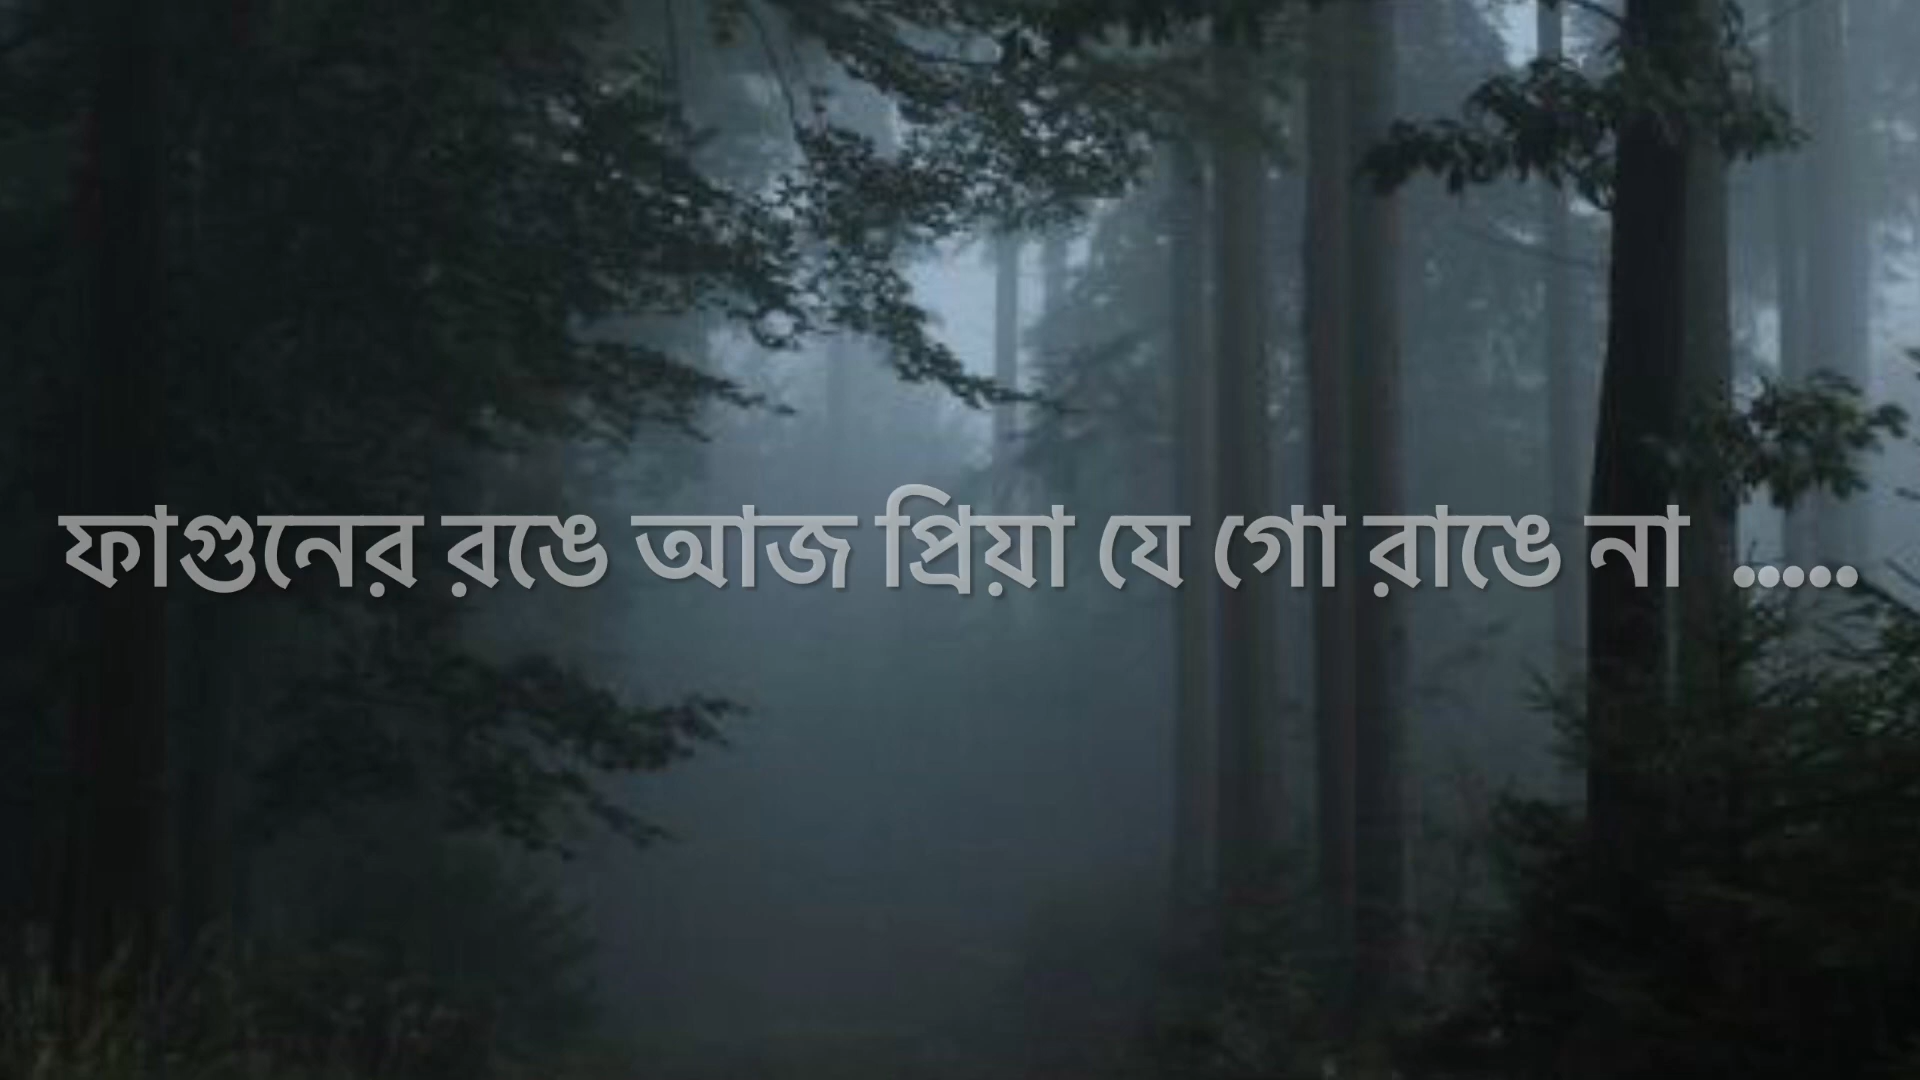 ফাগুনের রঙে আজ প্রিয়া যে গো রাঙে না .....